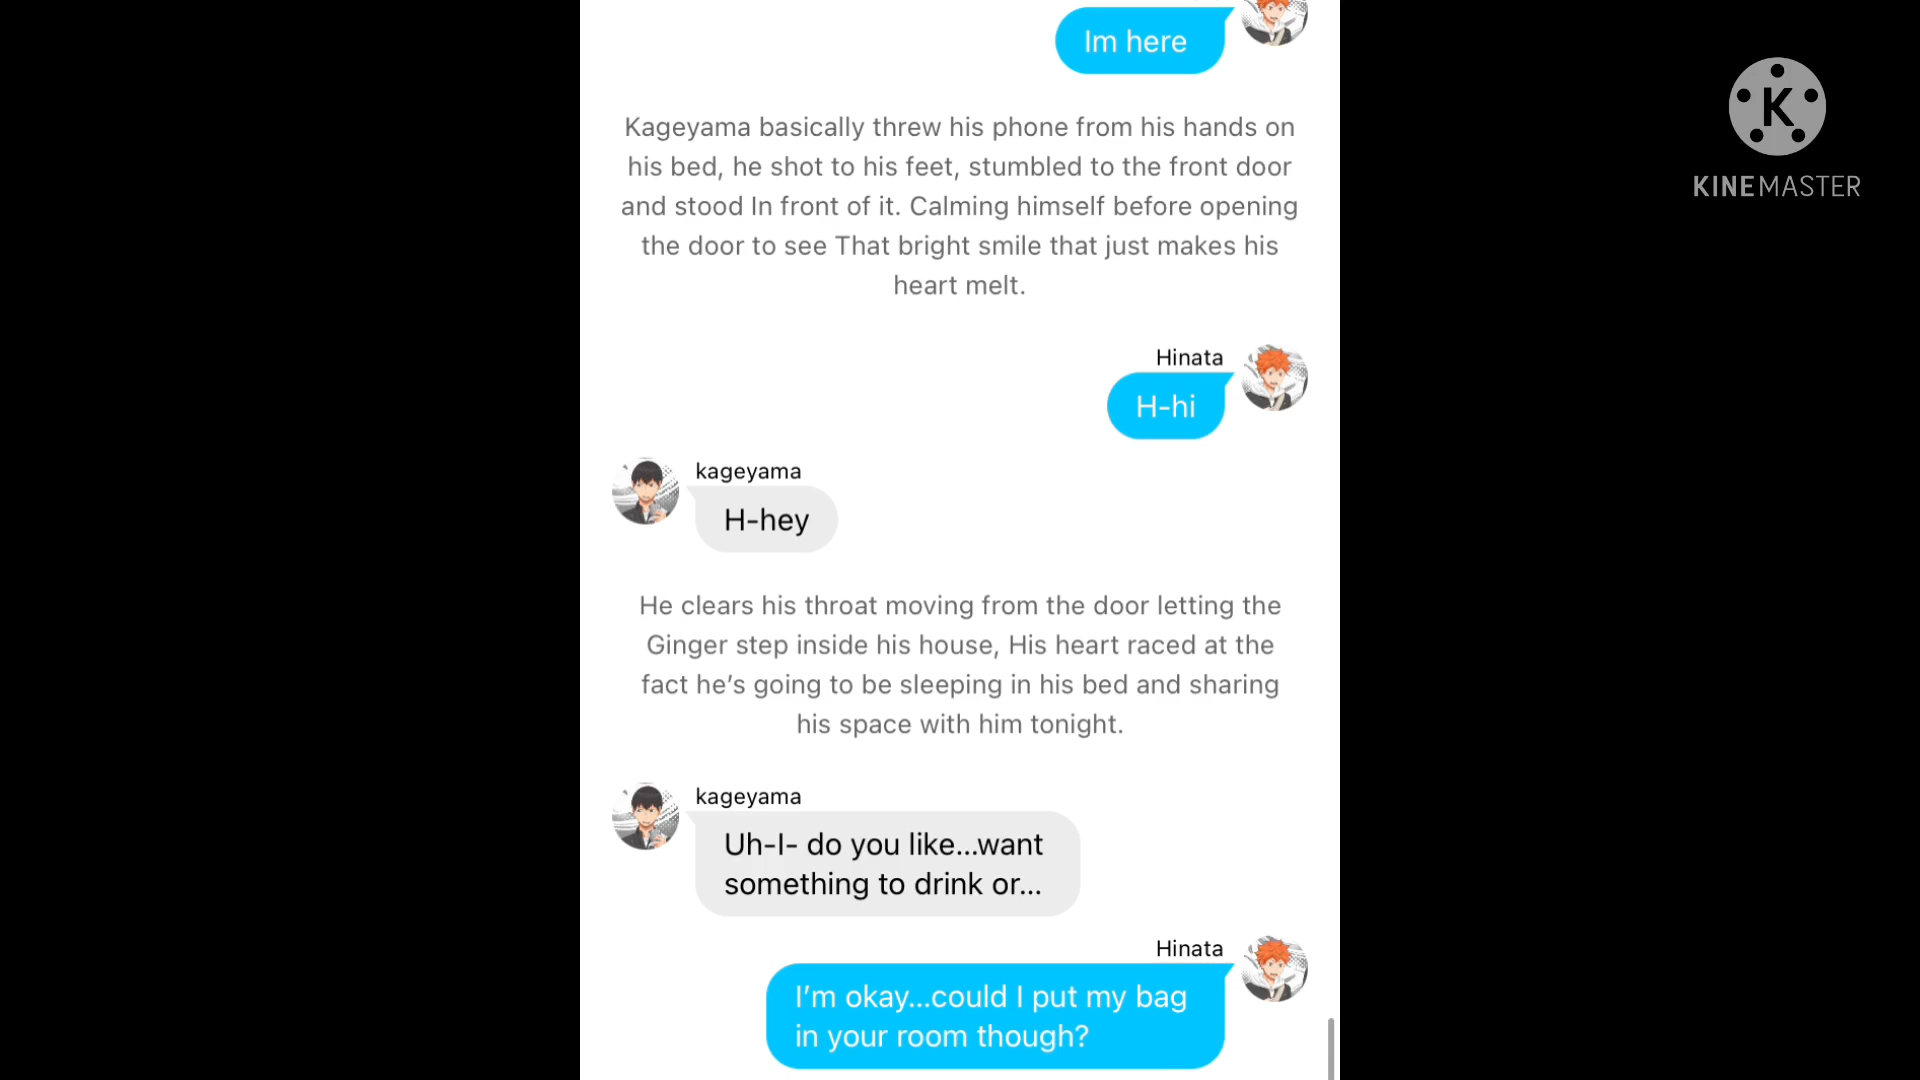 Im here
Kageyama basically threw his phone from his hands on
his bed, he shot to his feet, stumbled to the front door
and stood In front of it. Calming himself before opening
the door to see That bright smile that just makes his
heart melt.
Hinata
H-hi
kageyama
H-hey
He clears his throat moving from the door letting the
Ginger step inside his house, His heart raced at the
fact he’s going to be sleeping in his bed and sharing
his space with him tonight.
kageyama
Uh-I- do you like...want
something to drink or...
Hinata
I’m okay...could I put my bag
in your room though?
K
KINEMASTER